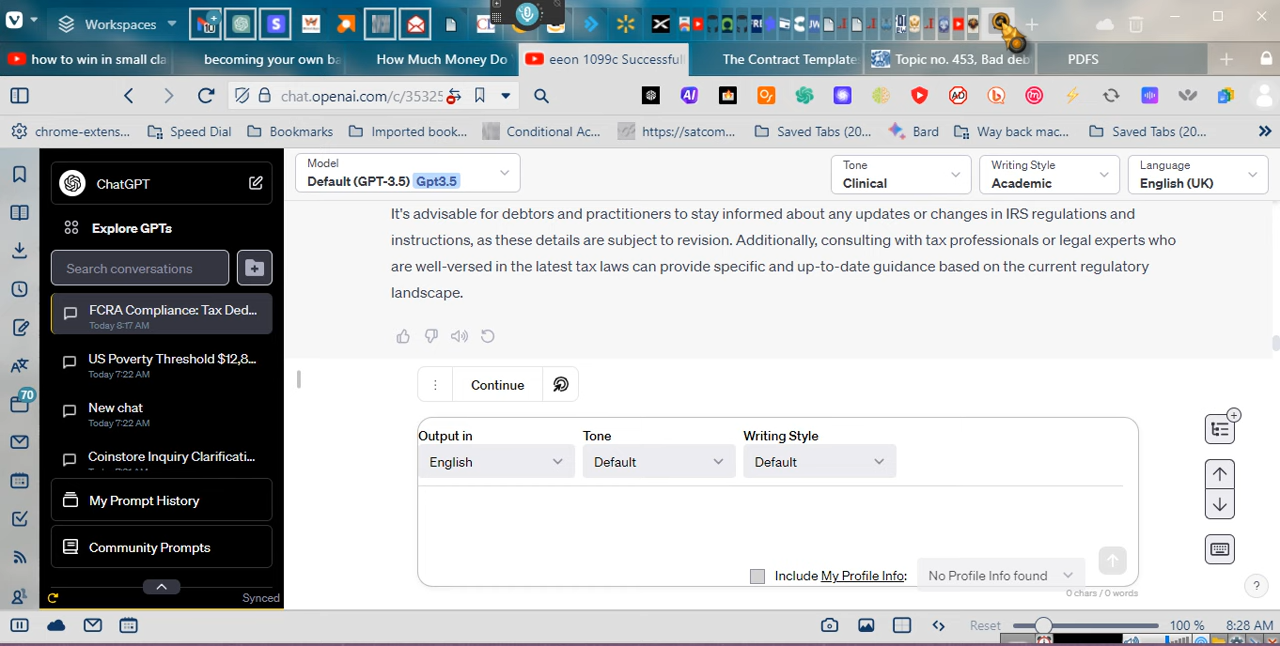 Workspaces
how to win in small cla
becoming your own ba
How Much Money Do
eeon 1099c Successful
The Contract Template
Topic no. 453, Bad deb
PDFS
chat.openai.com/c/35325
chrome-extens...
Speed Dial
Bookmarks
Imported book...
Conditional Ac...
https://satcom...
Saved Tabs (20...
Bard
Way back mac...
Saved Tabs (20...
ChatGPT
Explore GPTs
Search conversations
FCRA Compliance: Tax Ded...
Today 8:17 AM
US Poverty Threshold $12,8...
Today 7:22 AM
New chat
Today 7:22 AM
Coinstore Inquiry Clarificati...
My Prompt History
Community Prompts
Synced
70
Model
Default (GPT-3.5) Gpt3.5
Tone
Clinical
Writing Style
Academic
Language
English (UK)
It's advisable for debtors and practitioners to stay informed about any updates or changes in IRS regulations and
instructions, as these details are subject to revision. Additionally, consulting with tax professionals or legal experts who
are well-versed in the latest tax laws can provide specific and up-to-date guidance based on the current regulatory
landscape.
Continue
Output in
Tone
Writing Style
English
Default
Default
Include My Profile Info:
No Profile Info found
0 chars / 0 words
?
Reset
100 %
8:28 AM